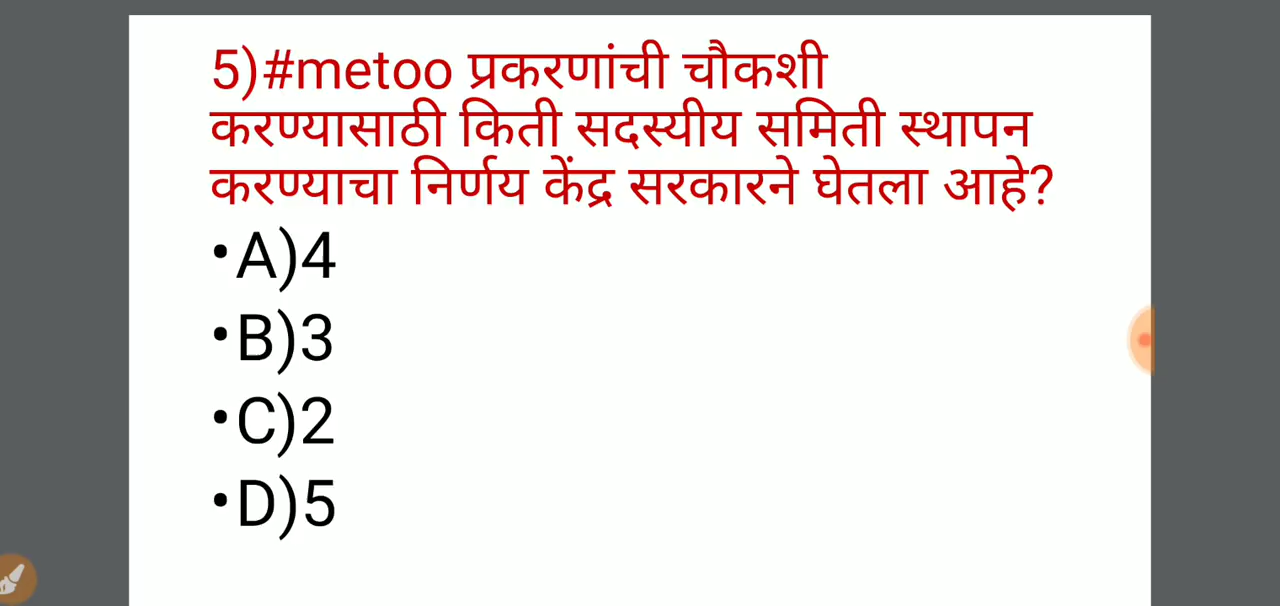 5)#metoo प्रकरणांची चौकशी
करण्यासाठी किती सदस्यीय समिती स्थापन
करण्याचा निर्णय केंद्र सरकारने घेतला आहे?
•A)4
•B)3
•C)2
•D)5